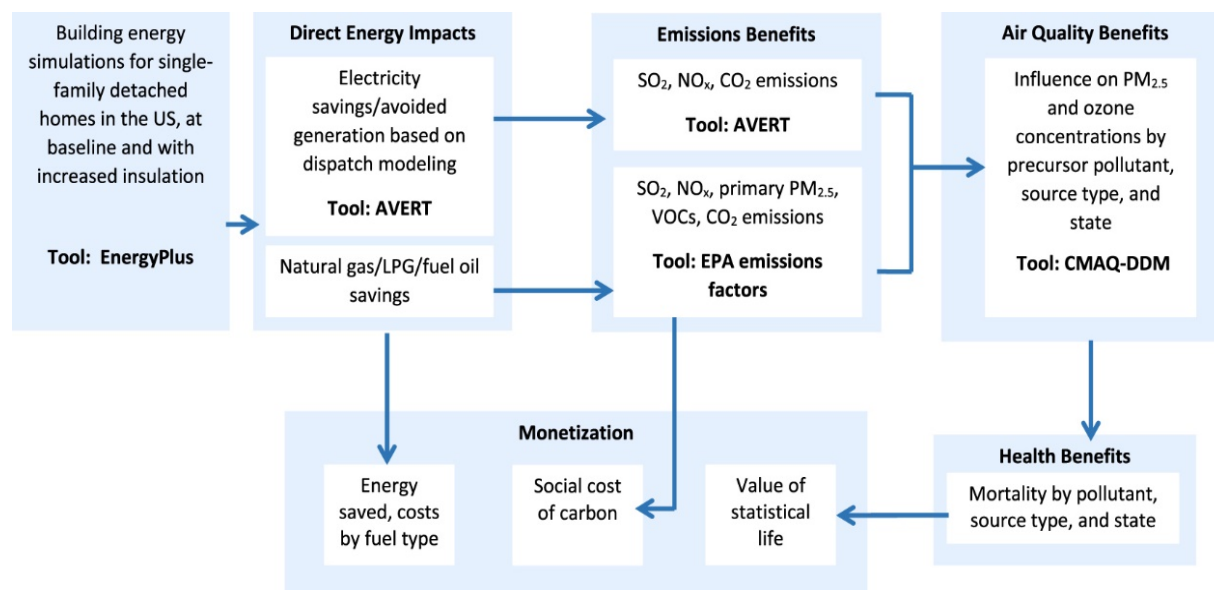 Building energy
simulations for single-
family detached
homes in the US, at
baseline and with
increased insulation
Tool: EnergyPlus
Direct Energy Impacts
Electricity
savings/avoided
generation based on
dispatch modeling
Tool: AVERT
Natural gas/LPG/fuel oil
savings
Emissions Benefits
SO₂, NOₓ, CO₂ emissions
Tool: AVERT
SO₂, NOₓ, primary PM₂.₅,
VOCs, CO₂ emissions
Tool: EPA emissions
factors
Air Quality Benefits
Influence on PM₂.₅
and ozone
concentrations by
precursor pollutant,
source type, and
state
Tool: CMAQ-DDM
Monetization
Energy
saved, costs
by fuel type
Social cost
of carbon
Value of
statistical
life
Health Benefits
Mortality by pollutant,
source type, and state